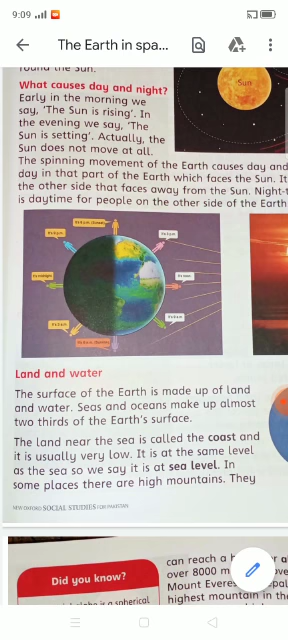 9:09
The Earth in spa...
round the Sun.
What causes day and night?
Early in the morning we
say, 'The Sun is rising'. In
the evening we say, 'The
Sun is setting'. Actually, the
Sun does not move at all.
The spinning movement of the Earth causes day and
day in that part of the Earth which faces the Sun. It
the other side that faces away from the Sun. Night-t
is daytime for people on the other side of the Earth
Sun
Land and water
The surface of the Earth is made up of land
and water. Seas and oceans make up almost
two thirds of the Earth's surface.
The land near the sea is called the coast and
it is usually very low. It is at the same level
as the sea so we say it is at sea level. In
some places there are high mountains. They
NEW OXFORD SOCIAL STUDIES FOR PAKISTAN
Did you know?
is a spherical
can reach a h
over 8000 m
Mount Everes
highest mountain in the